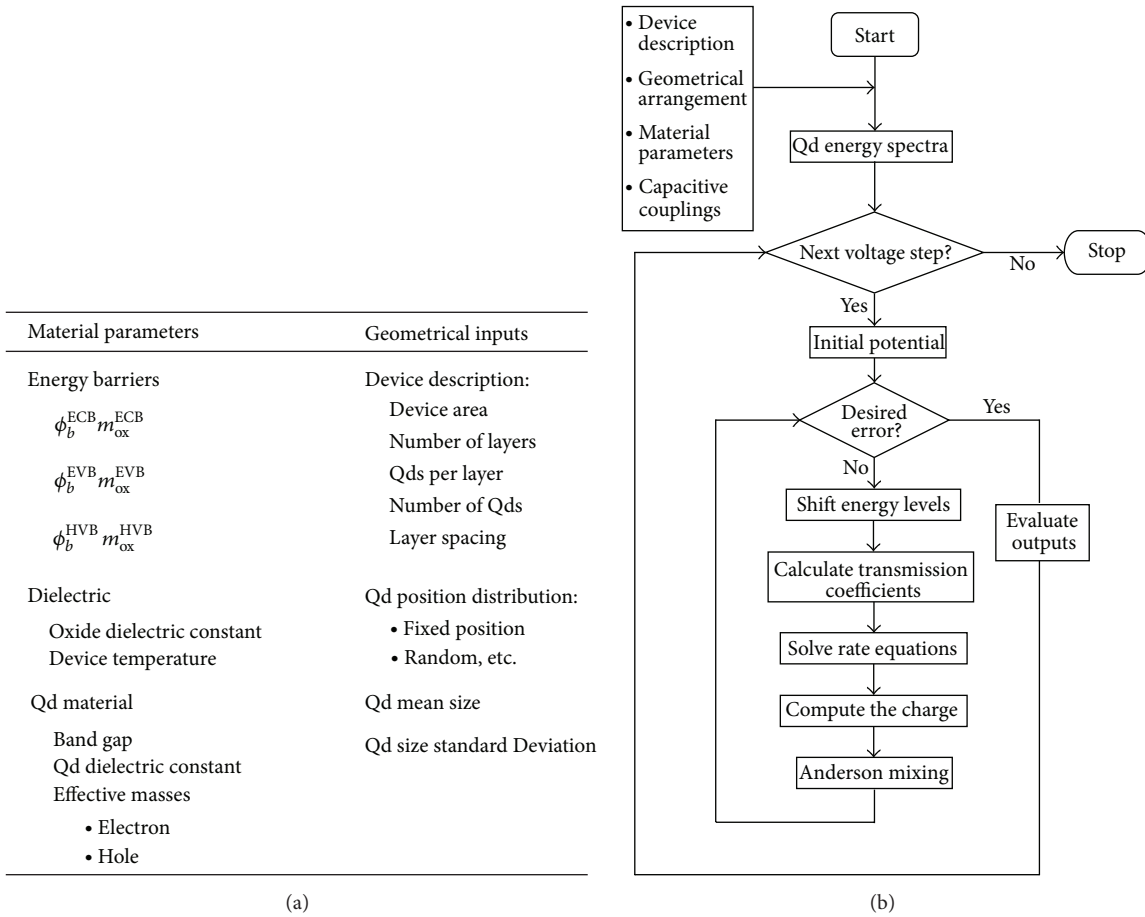 Material parameters
Geometrical inputs
Energy barriers
ϕ_b^ECB m_ox^ECB
ϕ_b^EVB m_ox^EVB
ϕ_b^HVB m_ox^HVB
Dielectric
Oxide dielectric constant
Device temperature
Qd material
Band gap
Qd dielectric constant
Effective masses
• Electron
• Hole
Device description:
Device area
Number of layers
Qds per layer
Number of Qds
Layer spacing
Qd position distribution:
• Fixed position
• Random, etc.
Qd mean size
Qd size standard Deviation
(a)
• Device
description
• Geometrical
arrangement
• Material
parameters
• Capacitive
couplings
Start
Qd energy spectra
Next voltage step?
No
Stop
Yes
Initial potential
Desired
error?
Yes
No
Shift energy levels
Evaluate
outputs
Calculate transmission
coefficients
Solve rate equations
Compute the charge
Anderson mixing
(b)